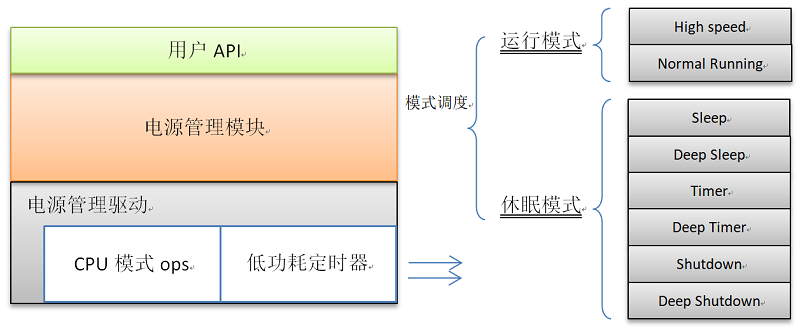 用户 API
电源管理模块
电源管理驱动
CPU 模式 ops
低功耗定时器
模式调度
运行模式
High speed
Normal Running
休眠模式
Sleep
Deep Sleep
Timer
Deep Timer
Shutdown
Deep Shutdown